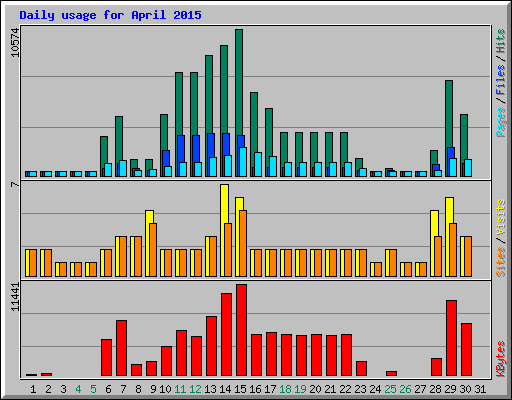 Daily usage for April 2015
10574
Pages / Files / Hits
7
Sites / Visits
11441
KBytes
1 2 3 4 5 6 7 8 9 10 11 12 13 14 15 16 17 18 19 20 21 22 23 24 25 26 27 28 29 30 31